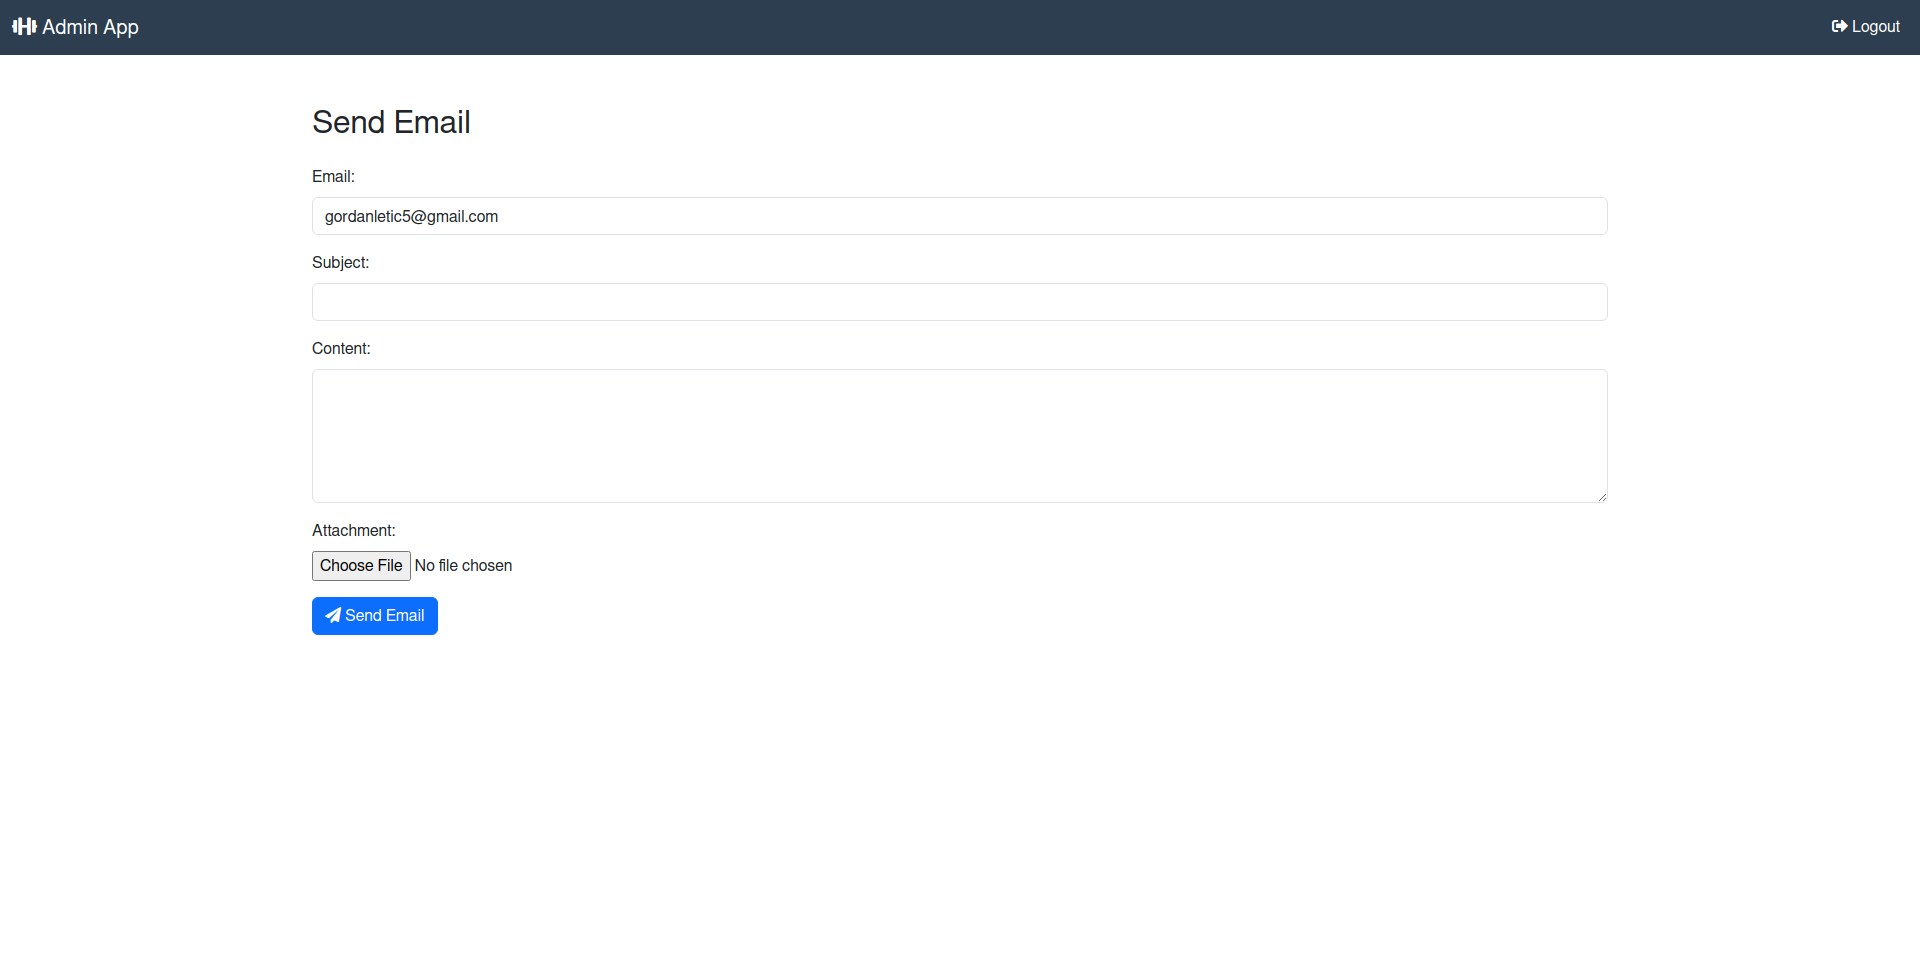 Admin App
Logout
Send Email
Email:
gordanletic5@gmail.com
Subject:
Content:
Attachment:
Choose File No file chosen
Send Email